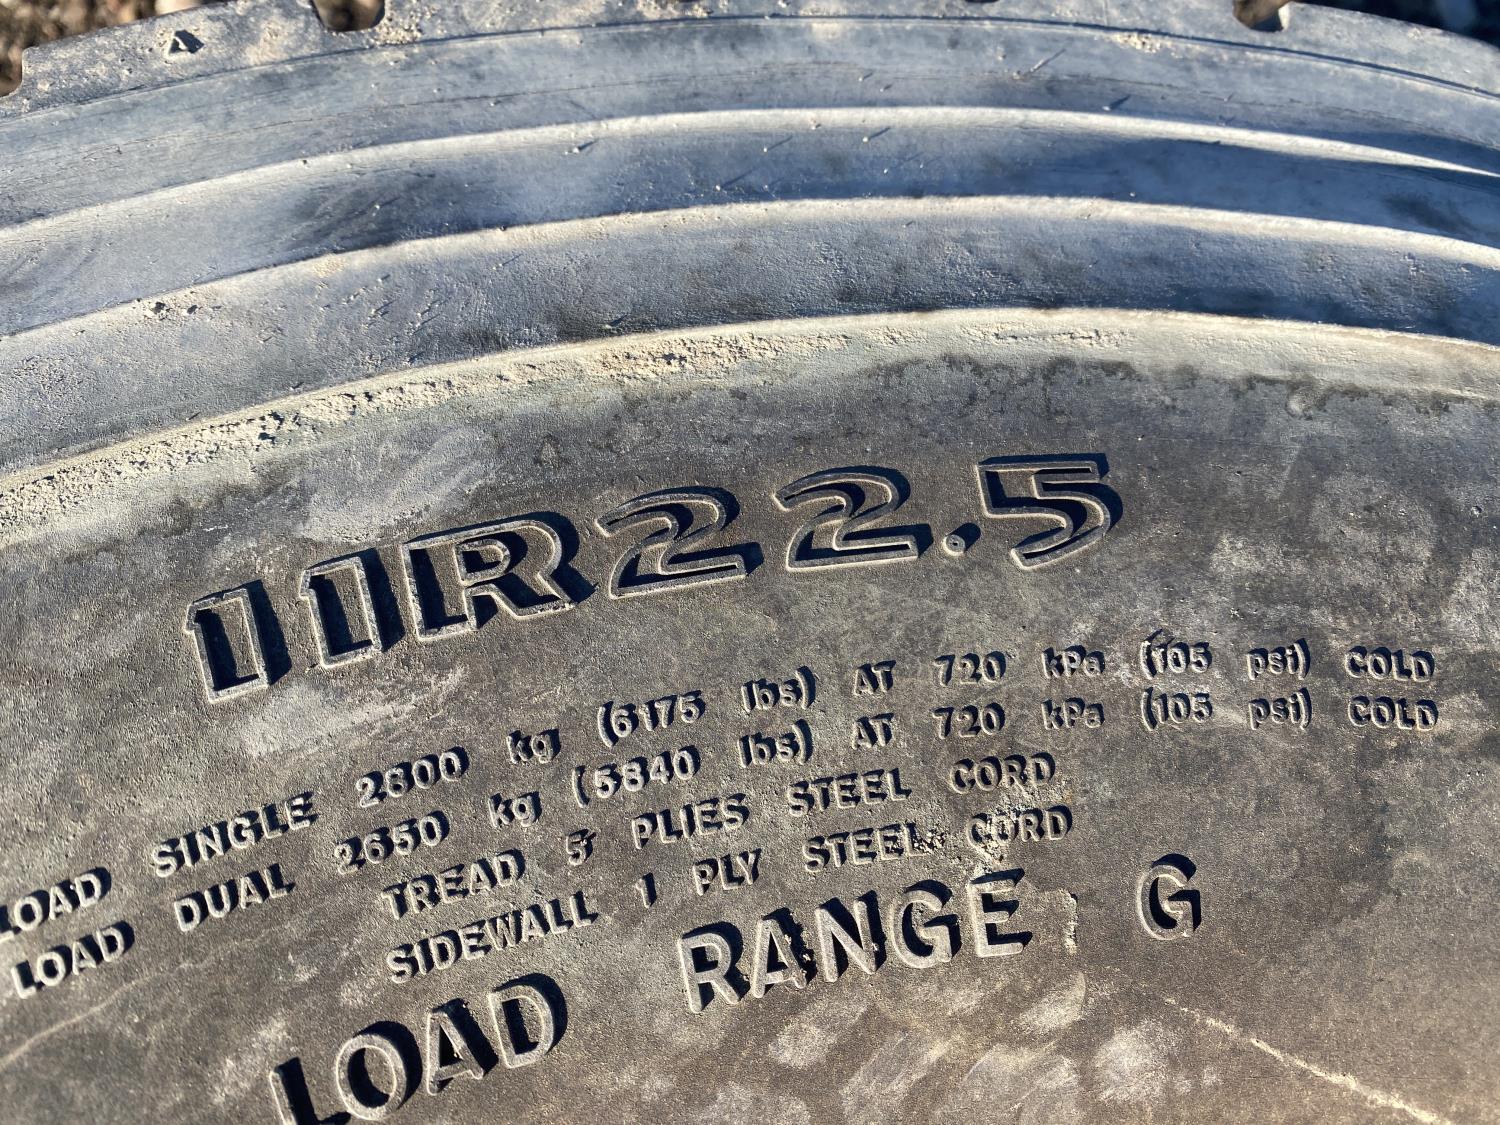 11R22.5
LOAD SINGLE 2800 kg (6175 lbs) AT 720 kPa (105 psi) COLD
LOAD DUAL 2650 kg (5840 lbs) AT 720 kPa (105 psi) COLD
TREAD 5 PLIES STEEL CORD
SIDEWALL 1 PLY STEEL CORD
LOAD RANGE G